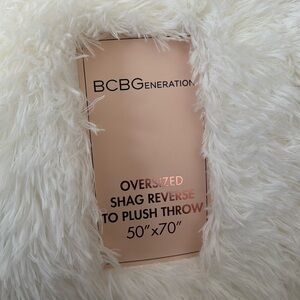 BCBGENERATION
OVERSIZED
SHAG REVERSE
TO PLUSH THROW
50"x70"